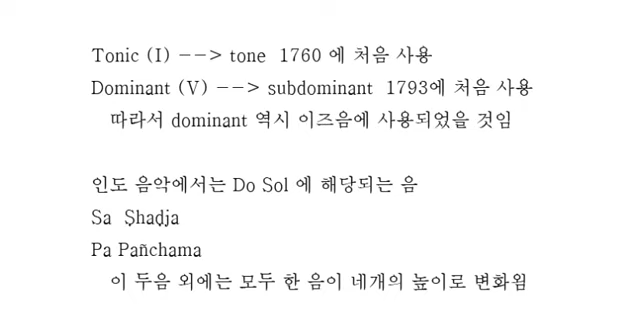 Tonic (I) --> tone 1760 에 처음 사용
Dominant (V) --> subdominant 1793에 처음 사용
따라서 dominant 역시 이즈음에 사용되었을 것임
인도 음악에서는 Do Sol 에 해당되는 음
Sa Ṣhaḍja
Pa Pañchama
이 두음 외에는 모두 한 음이 네개의 높이로 변화됨